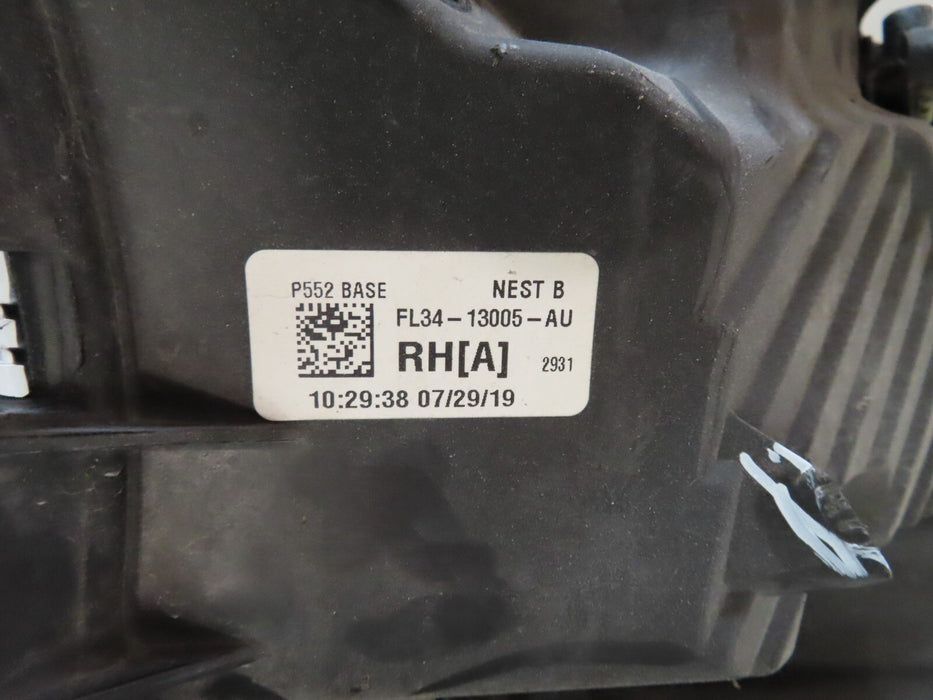 P552 BASE NEST B
FL34-13005-AU
RH[A] 2931
10:29:38 07/29/19